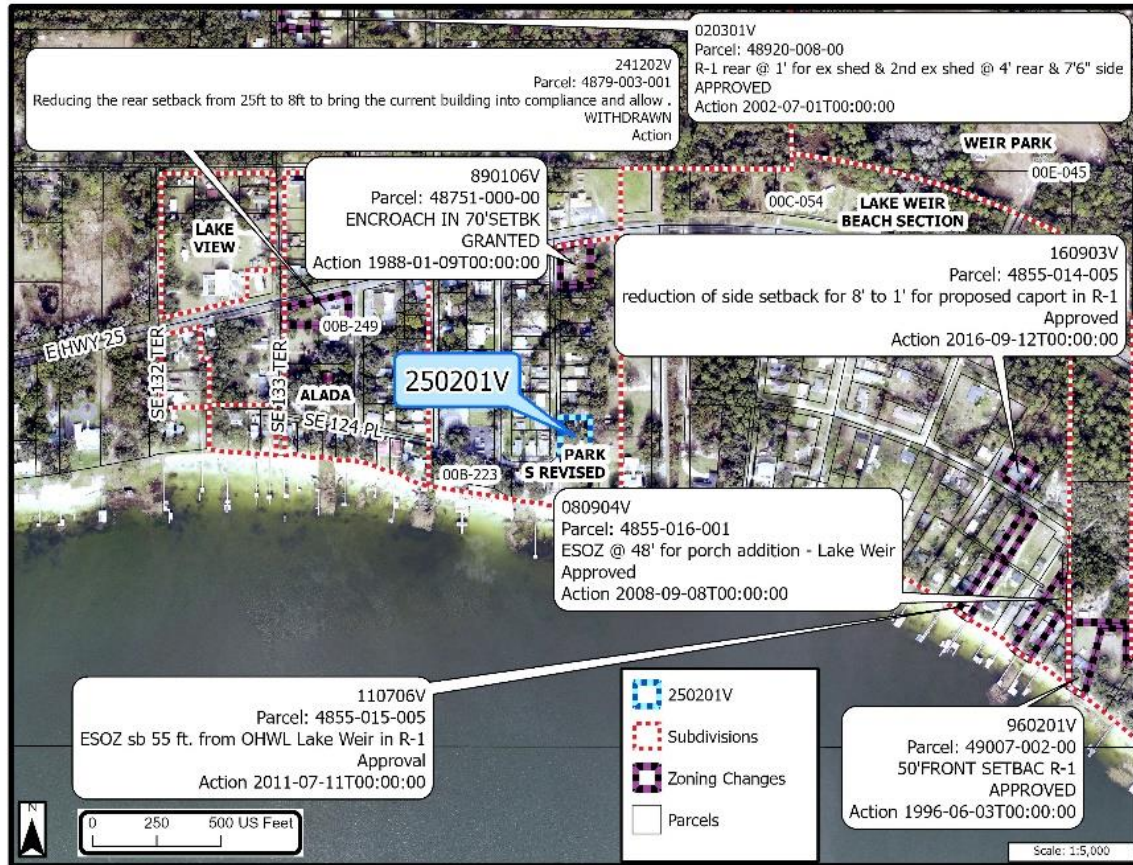 020301V
Parcel: 48920-008-00
R-1 rear @ 1' for ex shed & 2nd ex shed @ 4' rear & 7'6" side
APPROVED
Action 2002-07-01T00:00:00
241202V
Parcel: 4879-003-001
Reducing the rear setback from 25ft to 8ft to bring the current building into compliance and allow .
WITHDRAWN
Action
WEIR PARK
00E-045
890106V
Parcel: 48751-000-00
ENCROACH IN 70'SETBK
GRANTED
Action 1988-01-09T00:00:00
00C-054
LAKE WEIR
BEACH SECTION
LAKE
VIEW
160903V
Parcel: 4855-014-005
reduction of side setback for 8' to 1' for proposed caport in R-1
Approved
Action 2016-09-12T00:00:00
E HWY 25
00B-249
SE 132 TER
SE 133 TER
250201V
ALADA
SE 124 PL
PARK
S REVISED
00B-223
080904V
Parcel: 4855-016-001
ESOZ @ 48' for porch addition - Lake Weir
Approved
Action 2008-09-08T00:00:00
110706V
Parcel: 4855-015-005
ESOZ sb 55 ft. from OHWL Lake Weir in R-1
Approval
Action 2011-07-11T00:00:00
250201V
Subdivisions
Zoning Changes
Parcels
960201V
Parcel: 49007-002-00
50'FRONT SETBAC R-1
APPROVED
Action 1996-06-03T00:00:00
N
0 250 500 US Feet
Scale: 1:5,000